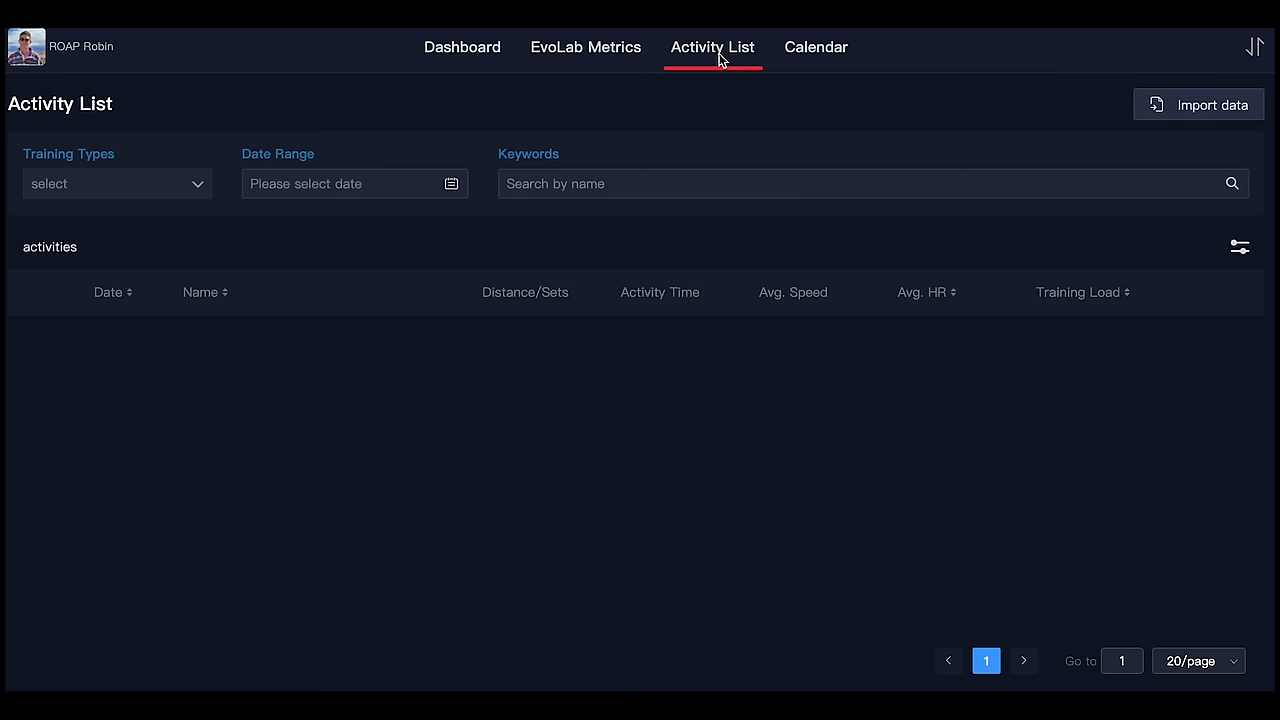 ROAP Robin
Dashboard EvoLab Metrics Activity List Calendar
Activity List
Import data
Training Types Date Range Keywords
select Please select date Search by name
activities
Date Name Distance/Sets Activity Time Avg. Speed Avg. HR Training Load
1 Go to 1 20/page